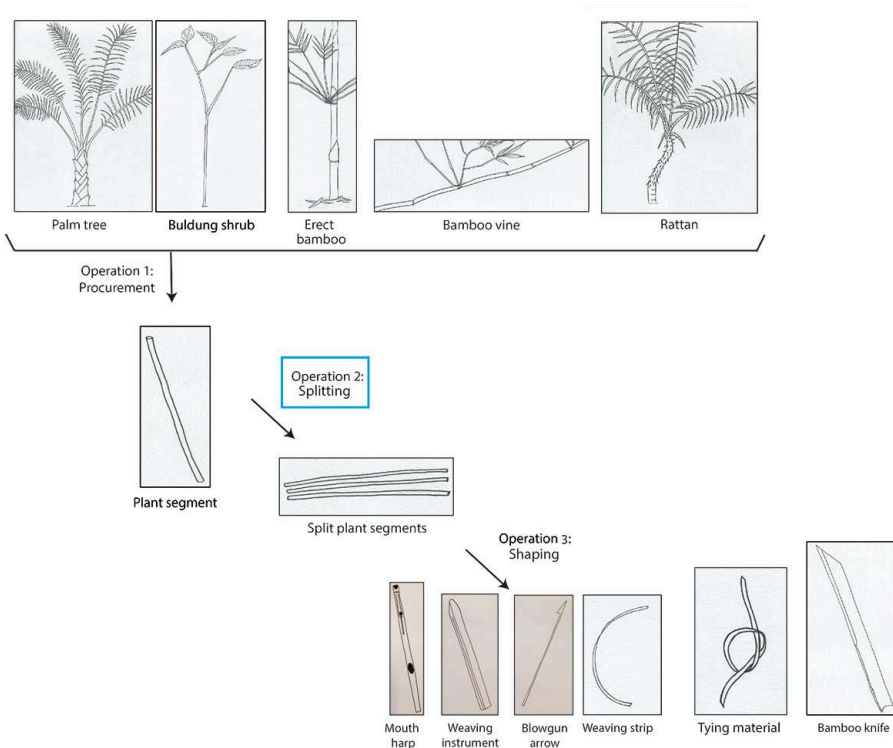 Palm tree
Buldung shrub
Erect
bamboo
Bamboo vine
Rattan
Operation 1:
Procurement
Operation 2:
Splitting
Plant segment
Split plant segments
Operation 3:
Shaping
Mouth
harp
Weaving
instrument
Blowgun
arrow
Weaving strip
Tying material
Bamboo knife